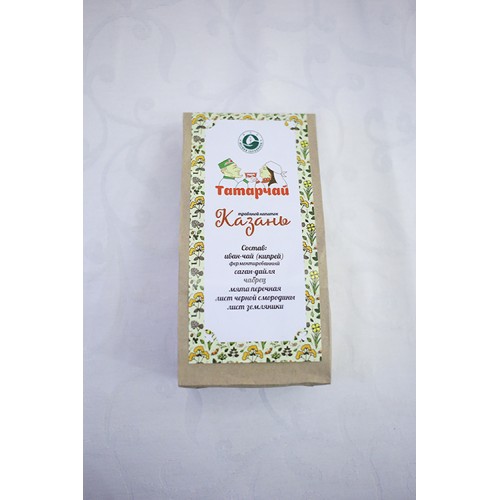 Татарчай
травяной напиток
Казань
Состав:
иван-чай (кипрей)
ферментированный
саган-дайля
чабрец
мята перечная
лист черной смородины
лист земляники